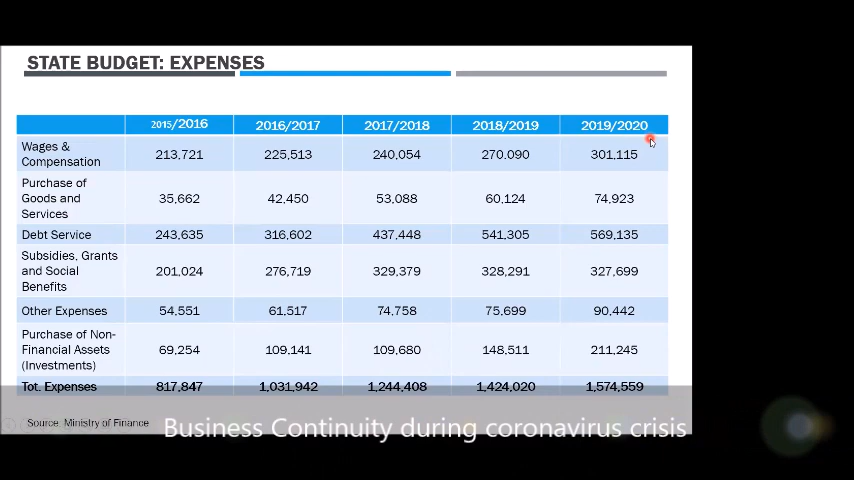 STATE BUDGET: EXPENSES
2015/2016 2016/2017 2017/2018 2018/2019 2019/2020
Wages &
Compensation 213,721 225,513 240,054 270.090 301,115
Purchase of
Goods and
Services 35,662 42,450 53,088 60,124 74,923
Debt Service 243,635 316,602 437,448 541,305 569,135
Subsidies, Grants
and Social
Benefits 201,024 276,719 329,379 328,291 327,699
Other Expenses 54,551 61.517 74,758 75,699 90,442
Purchase of Non-
Financial Assets
(Investments) 69,254 109,141 109,680 148,511 211,245
Tot. Expenses 817,847 1,031,942 1,244,408 1,424,020 1,574,559
Source: Ministry of Finance
Business Continuity during coronavirus crisis